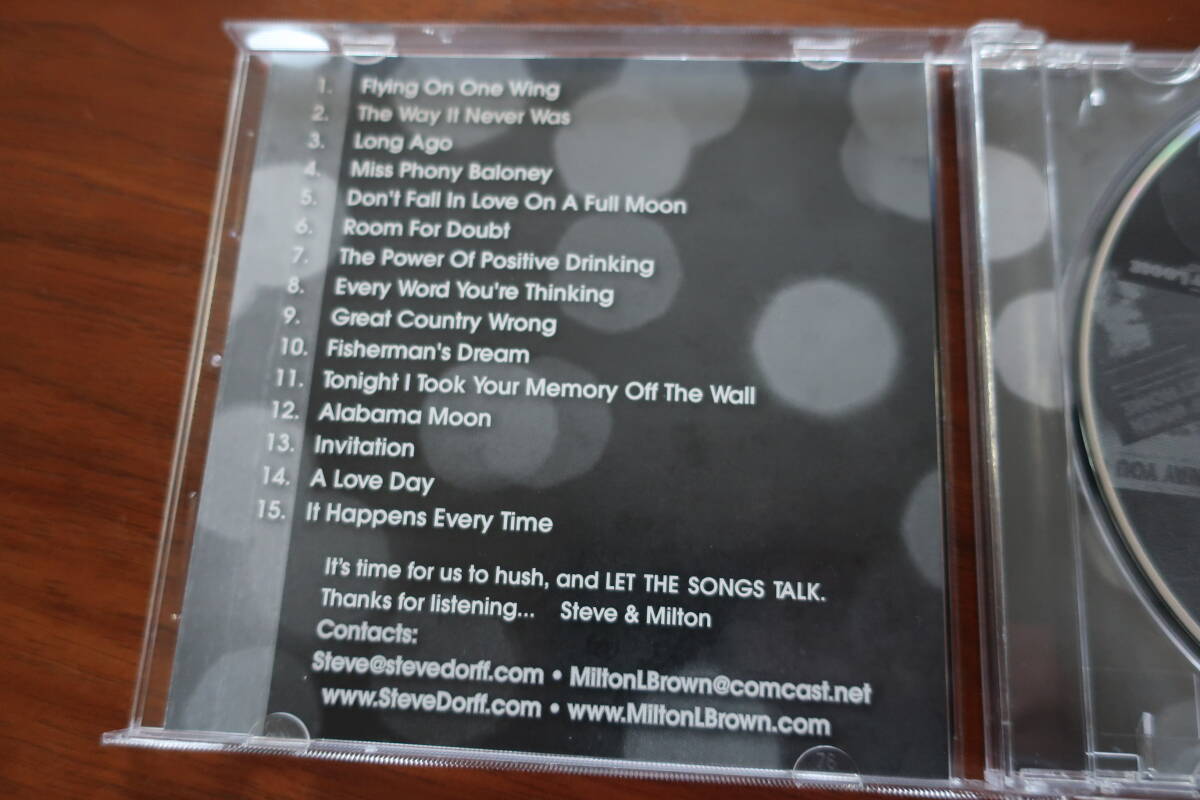 1. Flying On One Wing
2. The Way It Never Was
3. Long Ago
4. Miss Phony Baloney
5. Don't Fall In Love On A Full Moon
6. Room For Doubt
7. The Power Of Positive Drinking
8. Every Word You're Thinking
9. Great Country Wrong
10. Fisherman's Dream
11. Tonight I Took Your Memory Off The Wall
12. Alabama Moon
13. Invitation
14. A Love Day
15. It Happens Every Time
It's time for us to hush, and LET THE SONGS TALK.
Thanks for listening... Steve & Milton
Contacts:
Steve@stevedorff.com • MiltonLBrown@comcast.net
www.SteveDorff.com • www.MiltonLBrown.com
78